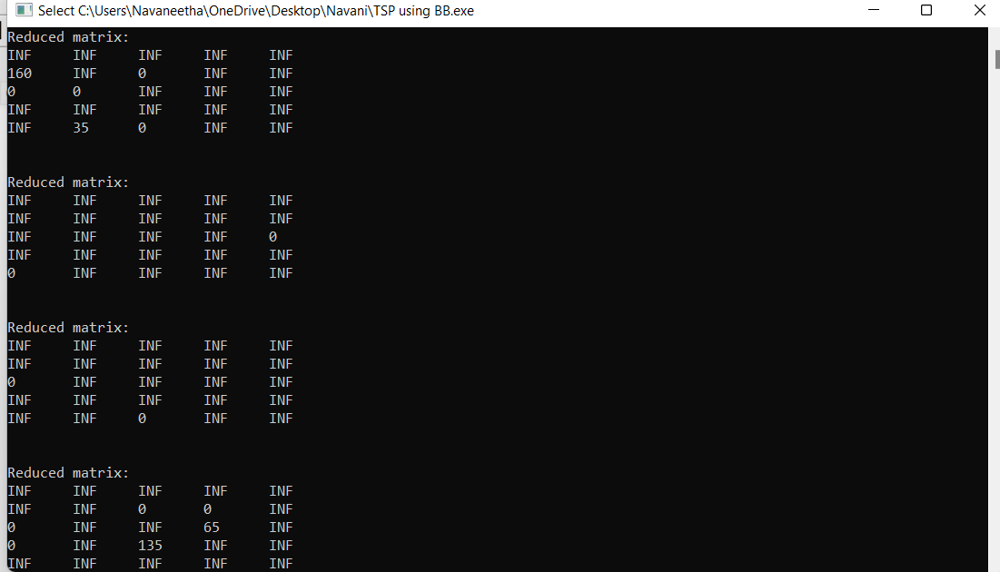 Select C:\Users\Navaneetha\OneDrive\Desktop\Navani\TSP using BB.exe
Reduced matrix:
INF INF INF INF INF
160 INF 0 INF INF
0 0 INF INF INF
INF INF INF INF INF
INF 35 0 INF INF
Reduced matrix:
INF INF INF INF INF
INF INF INF INF INF
INF INF INF INF 0
INF INF INF INF INF
0 INF INF INF INF
Reduced matrix:
INF INF INF INF INF
INF INF INF INF INF
0 INF INF INF INF
INF INF INF INF INF
INF INF 0 INF INF
Reduced matrix:
INF INF INF INF INF
INF INF 0 0 INF
0 INF INF 65 INF
0 INF 135 INF INF
INF INF INF INF INF